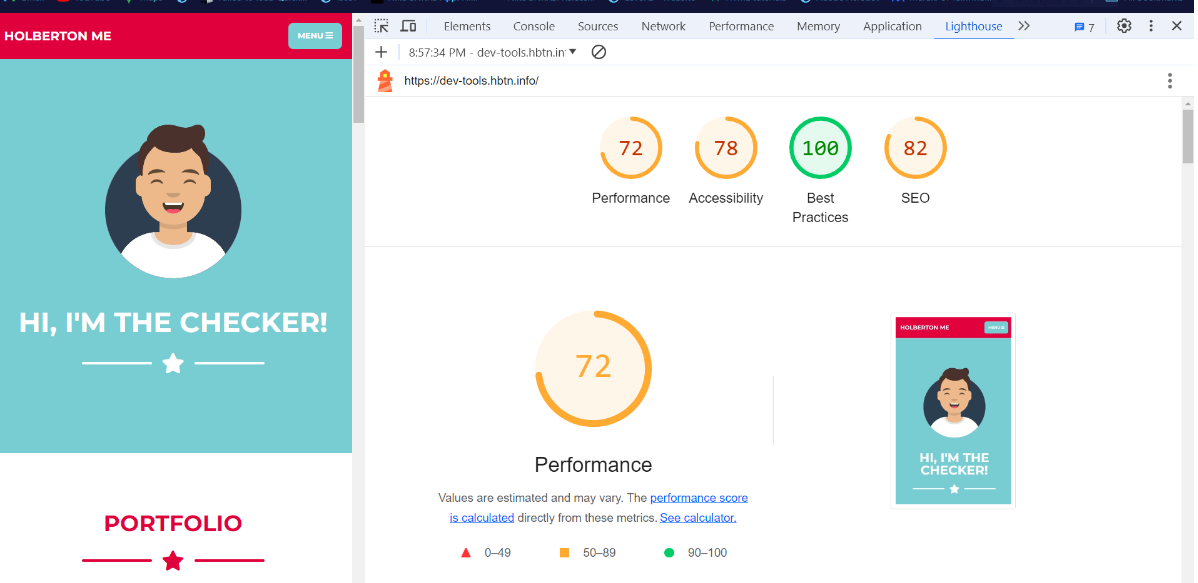 HOLBERTON ME
MENU
HI, I'M THE CHECKER!
PORTFOLIO
Elements Console Sources Network Performance Memory Application Lighthouse 7
8:57:34 PM - dev-tools.hbtn.in
https://dev-tools.hbtn.info/
72 78 100 82
Performance Accessibility Best Practices SEO
72
Performance
Values are estimated and may vary. The performance score
is calculated directly from these metrics. See calculator.
0–49 50–89 90–100
HOLBERTON ME
MENU
HI, I'M THE
CHECKER!